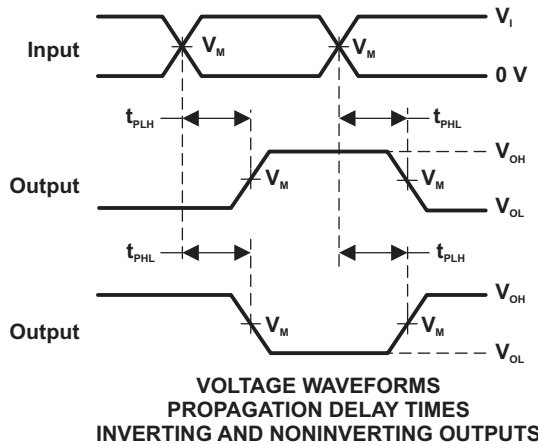 V_I
Input V_M V_M
0 V
t_PLH t_PHL
V_OH
Output V_M V_M
V_OL
t_PHL t_PLH
V_OH
Output V_M V_M
V_OL
VOLTAGE WAVEFORMS
PROPAGATION DELAY TIMES
INVERTING AND NONINVERTING OUTPUTS